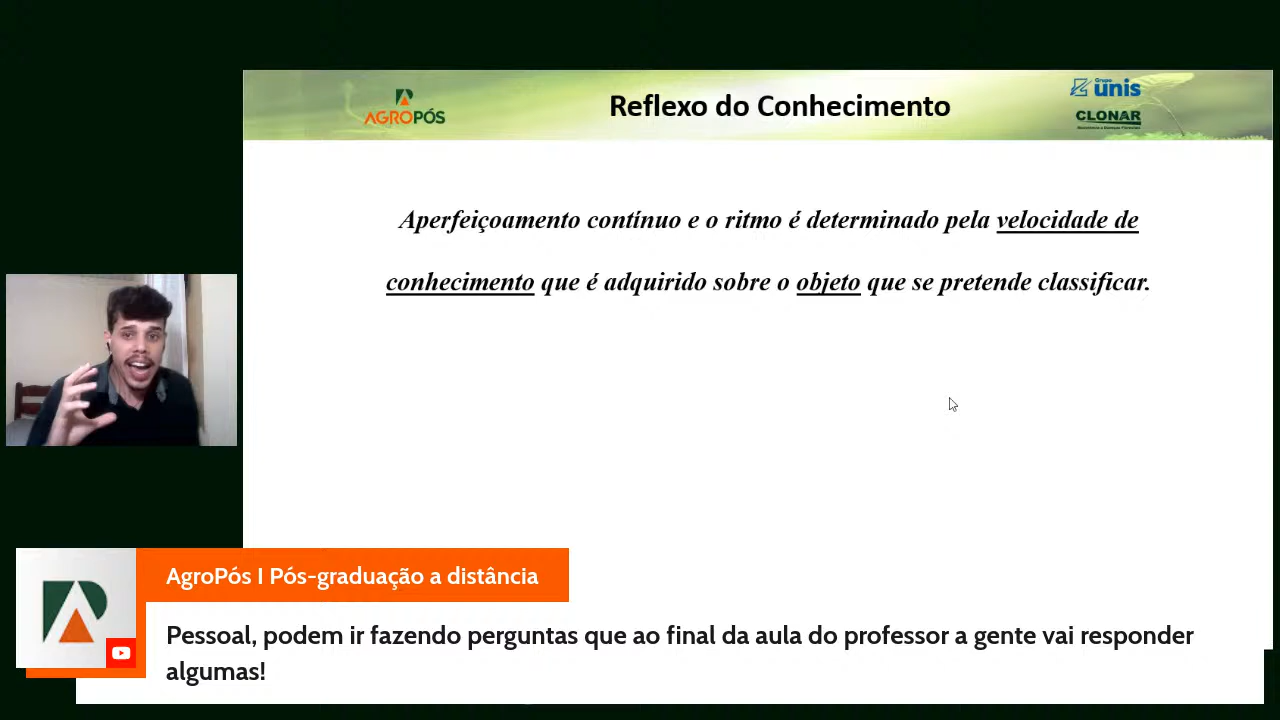 AGROPÓS
Reflexo do Conhecimento
Grupo
unis
CLONAR
Aperfeiçoamento contínuo e o ritmo é determinado pela velocidade de
conhecimento que é adquirido sobre o objeto que se pretende classificar.
AgroPós I Pós-graduação a distância
Pessoal, podem ir fazendo perguntas que ao final da aula do professor a gente vai responder
algumas!